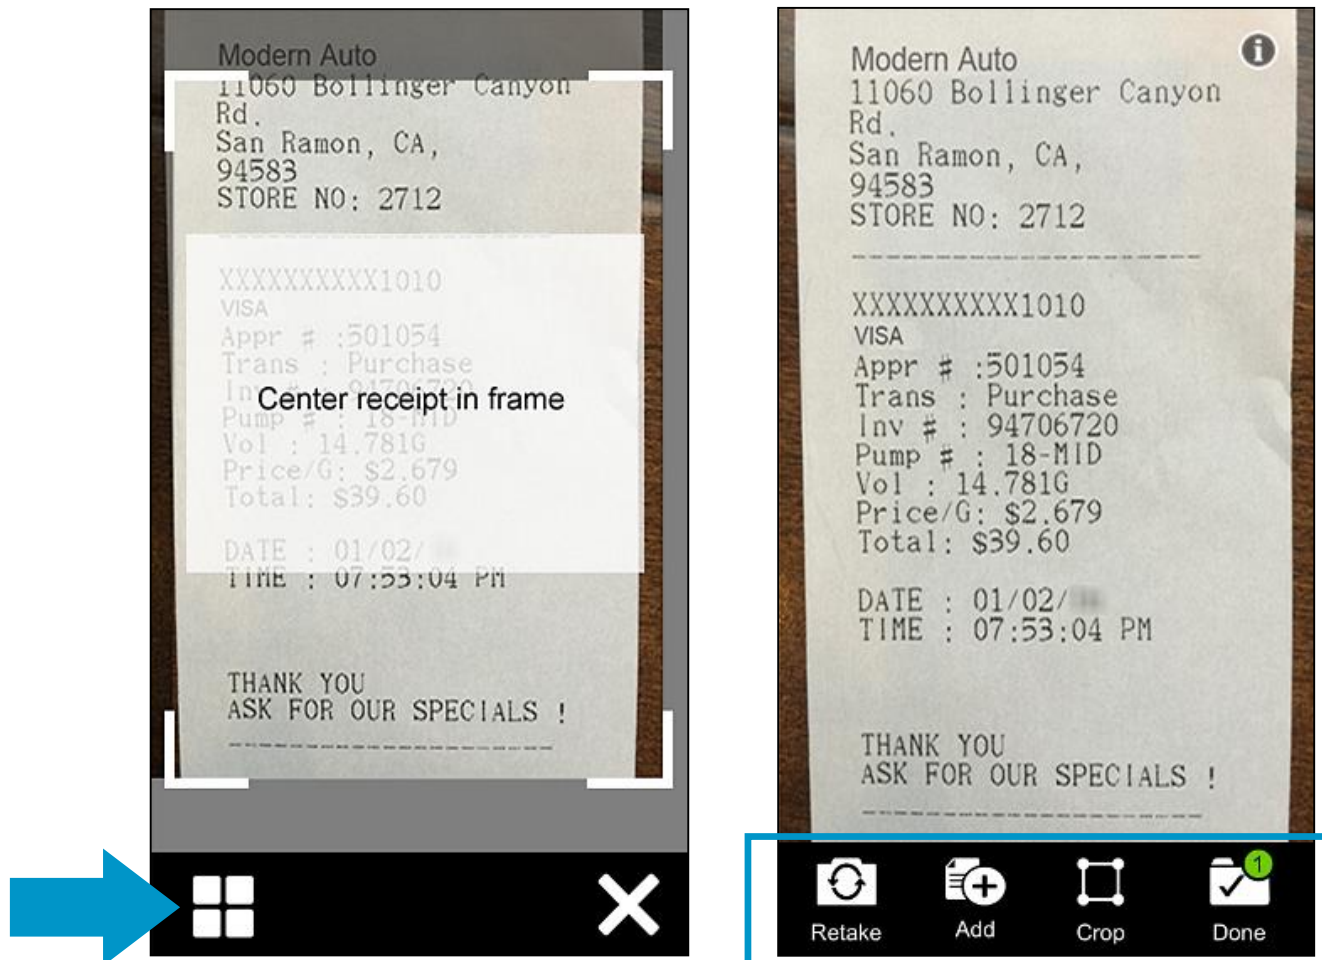 Modern Auto
11060 Bollinger Canyon
Rd.
San Ramon, CA,
94583
STORE NO: 2712
XXXXXXXXXX1010
VISA
Appr # :501054
Trans : Purchase
Inv # : 94706720
Center receipt in frame
Pump # : 18-MID
Vol : 14.781G
Price/G: $2.679
Total: $39.60
DATE : 01/02/
TIME : 07:53:04 PM
THANK YOU
ASK FOR OUR SPECIALS !
Modern Auto
11060 Bollinger Canyon
Rd.
San Ramon, CA,
94583
STORE NO: 2712
XXXXXXXXXX1010
VISA
Appr # :501054
Trans : Purchase
Inv # : 94706720
Pump # : 18-MID
Vol : 14.781G
Price/G: $2.679
Total: $39.60
DATE : 01/02/
TIME : 07:53:04 PM
THANK YOU
ASK FOR OUR SPECIALS !
1
Retake Add Crop Done